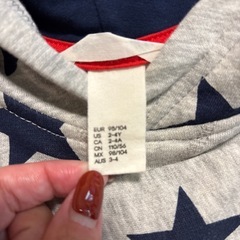 EUR 98/104
US 2-4Y
CA 2-4A
CN 110/56
MX 98/104
AUS 3-4